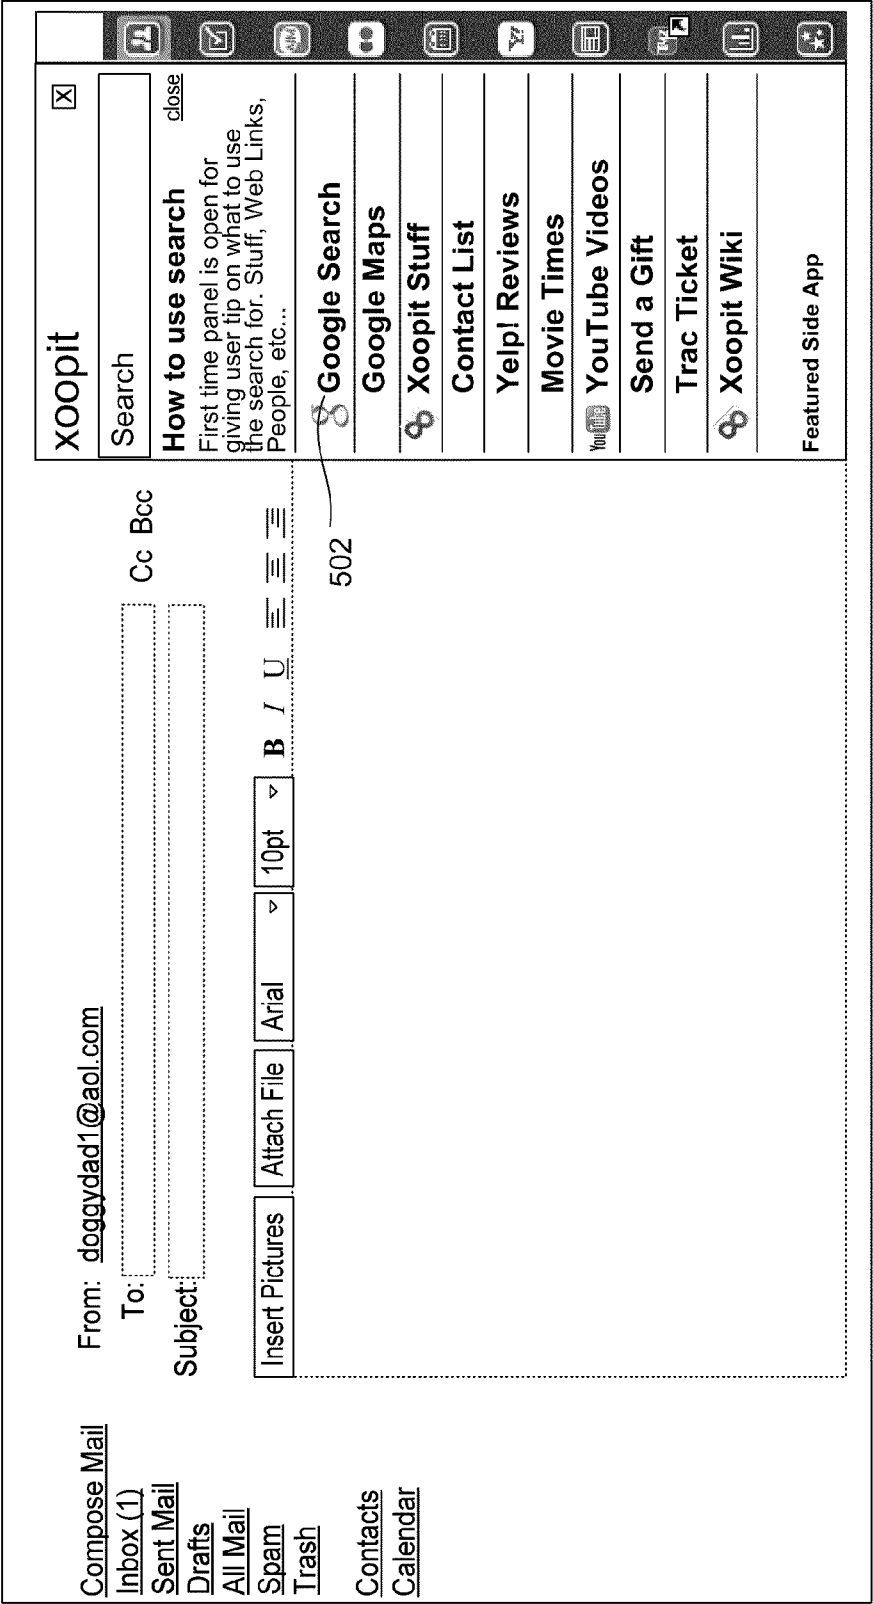 Compose Mail
Inbox (1)
Sent Mail
Drafts
All Mail
Spam
Trash
Contacts
Calendar
From: doggydad1@aol.com
To:
Cc Bcc
Subject:
Insert Pictures Attach File Arial 10pt B I U
502
xoopit X
Search
How to use search close
First time panel is open for
giving user tip on what to use
the search for. Stuff, Web Links,
People, etc...
Google Search
Google Maps
Xoopit Stuff
Contact List
Yelp! Reviews
Movie Times
You Tube YouTube Videos
Send a Gift
Trac Ticket
Xoopit Wiki
Featured Side App